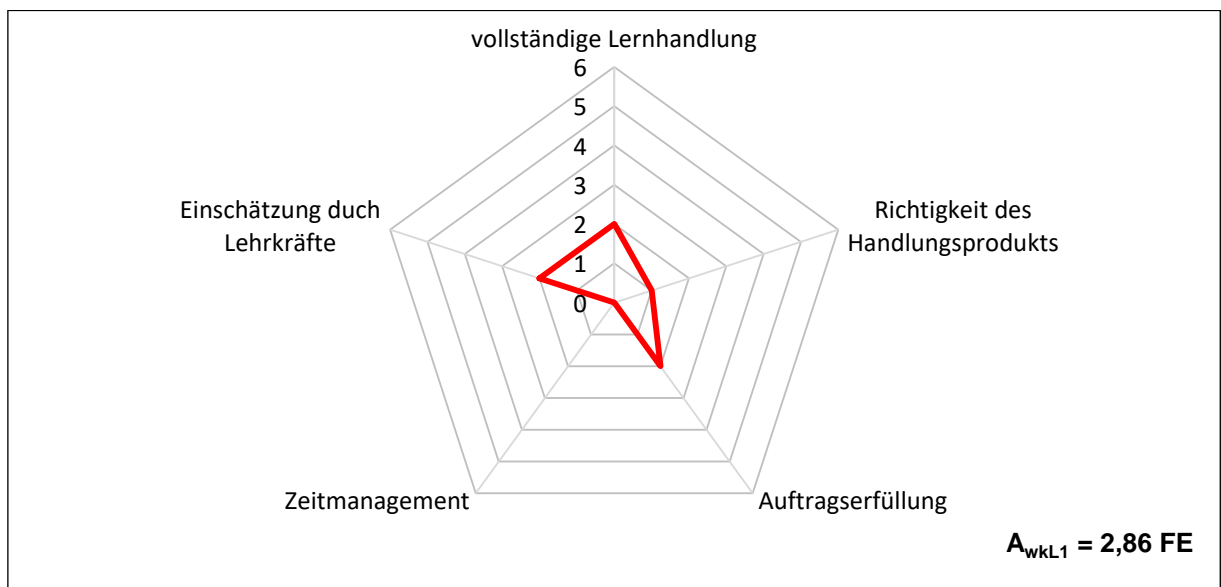 vollständige Lernhandlung
6
5
4
3
2
1
0
Einschätzung duch
Lehrkräfte
Richtigkeit des
Handlungsprodukts
Zeitmanagement
Auftragserfüllung
AwkL1 = 2,86 FE